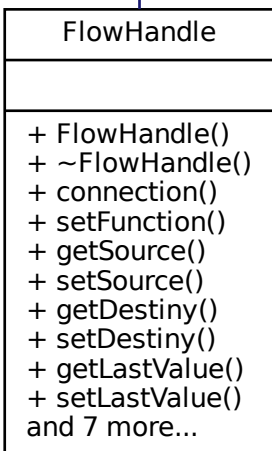 FlowHandle
+ FlowHandle()
+ ~FlowHandle()
+ connection()
+ setFunction()
+ getSource()
+ setSource()
+ getDestiny()
+ setDestiny()
+ getLastValue()
+ setLastValue()
and 7 more...